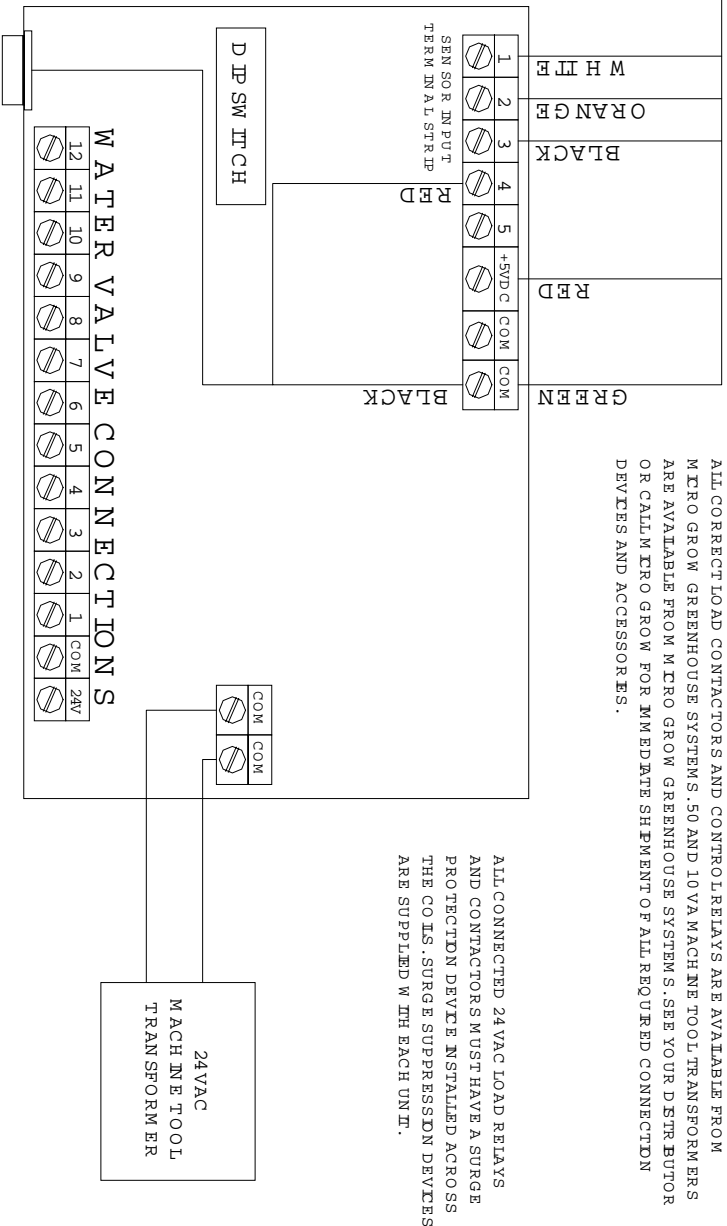 ALL CORRECT LOAD CONTACTORS AND CONTROL RELAYS ARE AVAILABLE FROM
MICRO GROW GREENHOUSE SYSTEMS. 50 AND 10 VA MACHINE TOOL TRANSFORMERS
ARE AVAILABLE FROM MICRO GROW GREENHOUSE SYSTEMS. SEE YOUR DISTRIBUTOR
OR CALL MICRO GROW FOR IMMEDIATE SHIPMENT OF ALL REQUIRED CONNECTION
DEVICES AND ACCESSORIES.
WHITE
ORANGE
BLACK
RED
GREEN
1 2 3 4 5 +5VDC COM COM
SENSOR INPUT
TERMINAL STRIP
RED
BLACK
DIP SWITCH
ALL CONNECTED 24 VAC LOAD RELAYS
AND CONTACTORS MUST HAVE A SURGE
PROTECTION DEVICE INSTALLED ACROSS
THE COILS. SURGE SUPPRESSION DEVICES
ARE SUPPLIED WITH EACH UNIT.
COM COM
24VAC
MACHINE TOOL
TRANSFORMER
WATER VALVE CONNECTIONS
12 11 10 9 8 7 6 5 4 3 2 1 COM 24V